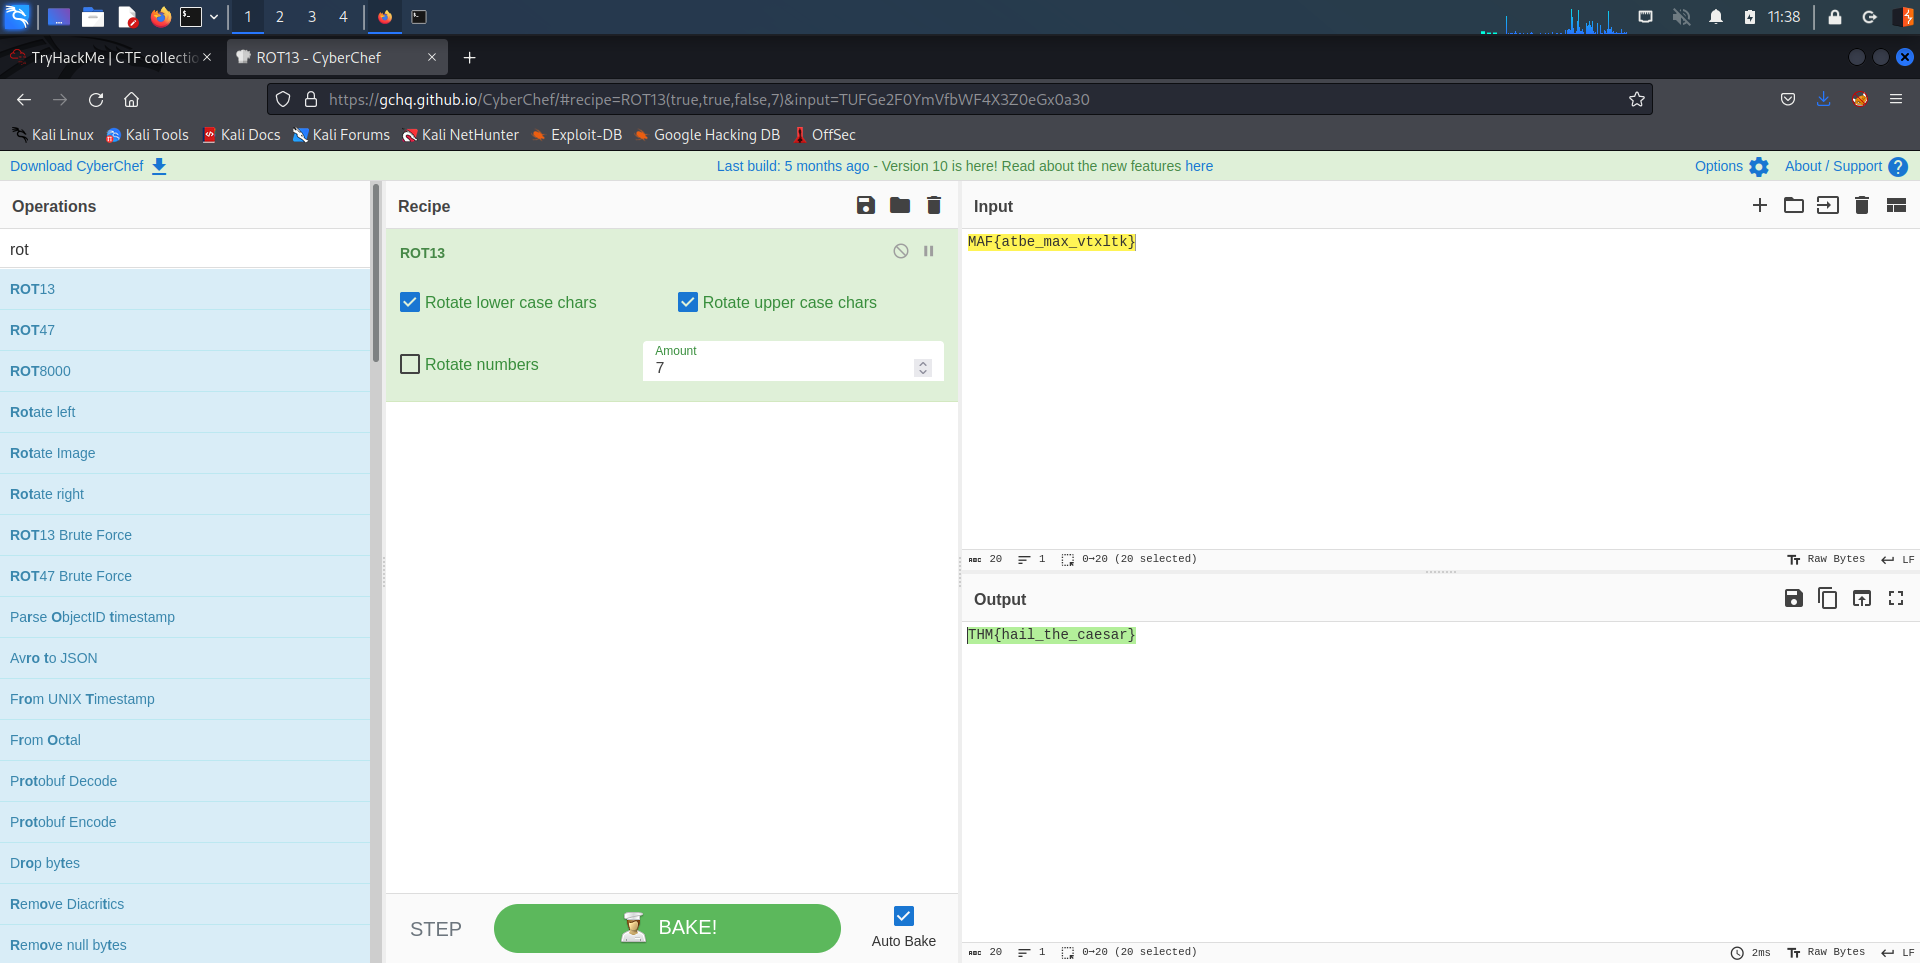 1 2 3 4 11:38
TryHackMe | CTF collectio
ROT13 - CyberChef
https://gchq.github.io/CyberChef/#recipe=ROT13(true,true,false,7)&input=TUFGe2F0YmVfbWF4X3Z0eGx0a30
Kali Linux Kali Tools Kali Docs Kali Forums Kali NetHunter Exploit-DB Google Hacking DB OffSec
Download CyberChef
Last build: 5 months ago - Version 10 is here! Read about the new features here
Options About / Support
Operations
rot
ROT13
ROT47
ROT8000
Rotate left
Rotate Image
Rotate right
ROT13 Brute Force
ROT47 Brute Force
Parse ObjectID timestamp
Avro to JSON
From UNIX Timestamp
From Octal
Protobuf Decode
Protobuf Encode
Drop bytes
Remove Diacritics
Remove null bytes
Recipe
ROT13
Rotate lower case chars Rotate upper case chars
Rotate numbers
Amount
7
STEP BAKE!
Auto Bake
Input
MAF{atbe_max_vtxltk}
ABC 20 1 0→20 (20 selected) Raw Bytes LF
Output
THM{hail_the_caesar}
ABC 20 1 0→20 (20 selected) 2ms Raw Bytes LF